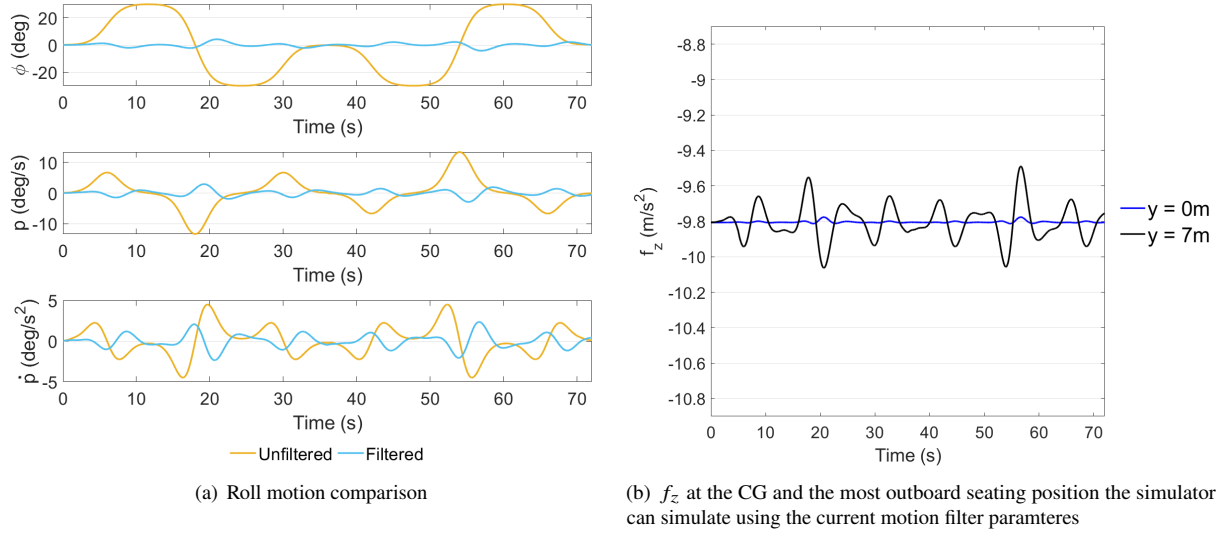 30
0
-20
ϕ (deg)
0 10 20 30 40 50 60 70
Time (s)
10
0
-10
p (deg/s)
0 10 20 30 40 50 60 70
Time (s)
5
0
-5
ṗ (deg/s²)
0 10 20 30 40 50 60 70
Time (s)
Unfiltered Filtered
(a) Roll motion comparison
-8.8
-9
-9.2
-9.4
-9.6
-9.8
-10
-10.2
-10.4
-10.6
-10.8
f_z (m/s²)
0 10 20 30 40 50 60 70
Time (s)
y = 0m
y = 7m
(b) f_z at the CG and the most outboard seating position the simulator
can simulate using the current motion filter paramteres